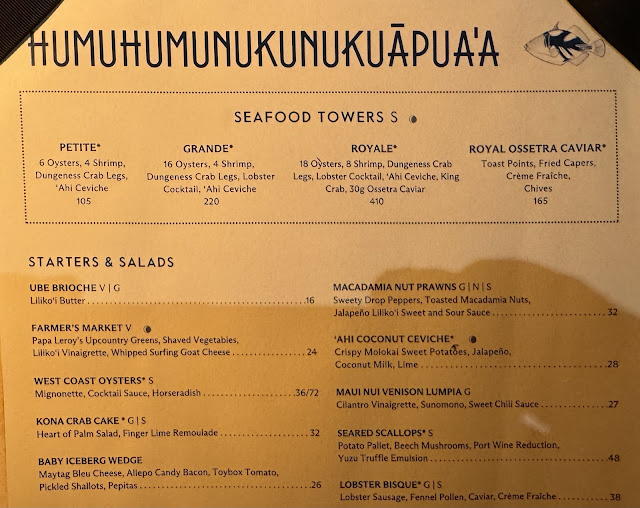 HUMUHUMUNUKUNUKUĀPUA'A
SEAFOOD TOWERS S
PETITE*
6 Oysters, 4 Shrimp,
Dungeness Crab Legs,
'Ahi Ceviche
105
GRANDE*
16 Oysters, 4 Shrimp,
Dungeness Crab Legs, Lobster
Cocktail, 'Ahi Ceviche
220
ROYALE*
18 Oysters, 8 Shrimp, Dungeness Crab
Legs, Lobster Cocktail, 'Ahi Ceviche, King
Crab, 30g Ossetra Caviar
410
ROYAL OSSETRA CAVIAR*
Toast Points, Fried Capers,
Crème Fraîche,
Chives
165
STARTERS & SALADS
UBE BRIOCHE V | G
Liliko'i Butter 16
FARMER'S MARKET V
Papa Leroy's Upcountry Greens, Shaved Vegetables,
Liliko'i Vinaigrette, Whipped Surfing Goat Cheese 24
WEST COAST OYSTERS* S
Mignonette, Cocktail Sauce, Horseradish 36/72
KONA CRAB CAKE * G | S
Heart of Palm Salad, Finger Lime Remoulade 32
BABY ICEBERG WEDGE
Maytag Bleu Cheese, Allepo Candy Bacon, Toybox Tomato,
Pickled Shallots, Pepitas 26
MACADAMIA NUT PRAWNS G | N | S
Sweety Drop Peppers, Toasted Macadamia Nuts,
Jalapeño Liliko'i Sweet and Sour Sauce 32
'AHI COCONUT CEVICHE*
Crispy Molokai Sweet Potatoes, Jalapeño,
Coconut Milk, Lime 28
MAUI NUI VENISON LUMPIA G
Cilantro Vinaigrette, Sunomono, Sweet Chili Sauce 27
SEARED SCALLOPS* S
Potato Pallet, Beech Mushrooms, Port Wine Reduction,
Yuzu Truffle Emulsion 48
LOBSTER BISQUE* G | S
Lobster Sausage, Fennel Pollen, Caviar, Crème Fraîche 38